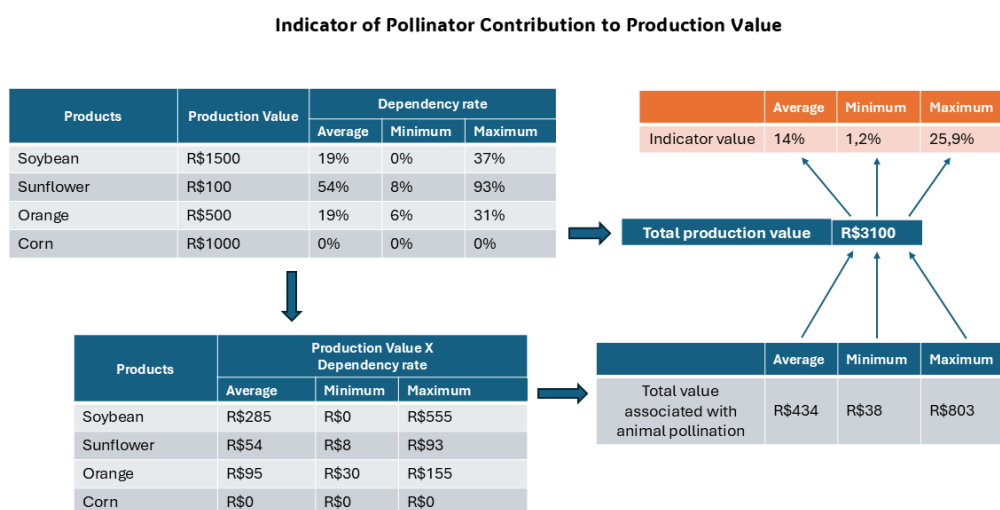 Indicator of Pollinator Contribution to Production Value
Products Production Value Dependency rate
Average Minimum Maximum
Soybean R$1500 19% 0% 37%
Sunflower R$100 54% 8% 93%
Orange R$500 19% 6% 31%
Corn R$1000 0% 0% 0%
Average Minimum Maximum
Indicator value 14% 1,2% 25,9%
Total production value R$3100
Products Production Value X
Dependency rate
Average Minimum Maximum
Soybean R$285 R$0 R$555
Sunflower R$54 R$8 R$93
Orange R$95 R$30 R$155
Corn R$0 R$0 R$0
Average Minimum Maximum
Total value
associated with
animal pollination
R$434 R$38 R$803